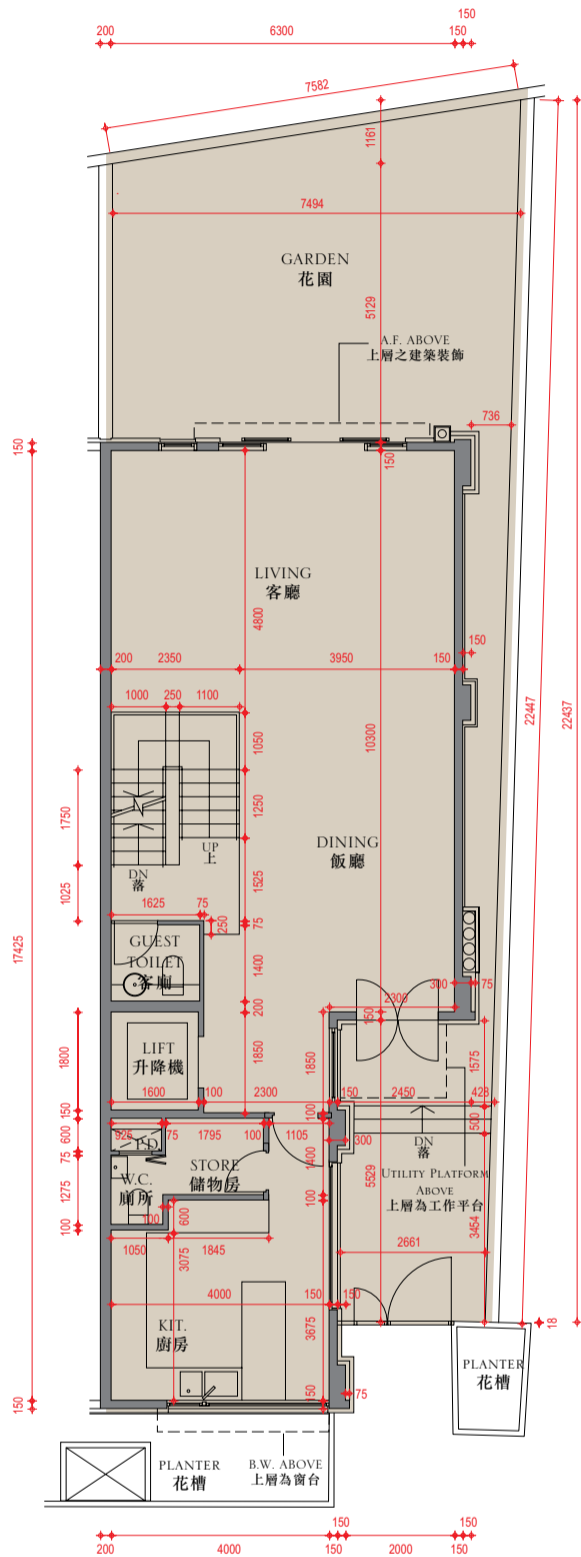 150
200
6300
150
7582
1161
7494
GARDEN
花園
5129
A.F. ABOVE
上層之建築裝飾
736
150
150
LIVING
客廳
4800
150
200
2350
3950
150
1000
250
1100
22447
22437
1050
10300
1750
1250
DINING
飯廳
UP
上
DN
落
1525
1025
1625
75
250
75
17425
GUEST
TOILET
客廁
1400
300
75
2300
200
150
1800
LIFT
升降機
1850
1850
1575
1600
100
2300
150
2450
428
150
100
500
600
925
75
1795
100
1105
300
P.D.
1400
DN
落
75
STORE
儲物房
5529
UTILITY PLATFORM
ABOVE
上層為工作平台
W.C.
廁所
1275
100
600
100
3454
1050
1845
2661
3075
4000
150
150
KIT.
廚房
3675
18
PLANTER
花槽
75
150
150
PLANTER
花槽
B.W. ABOVE
上層為窗台
150
150
200
4000
150
2000
150